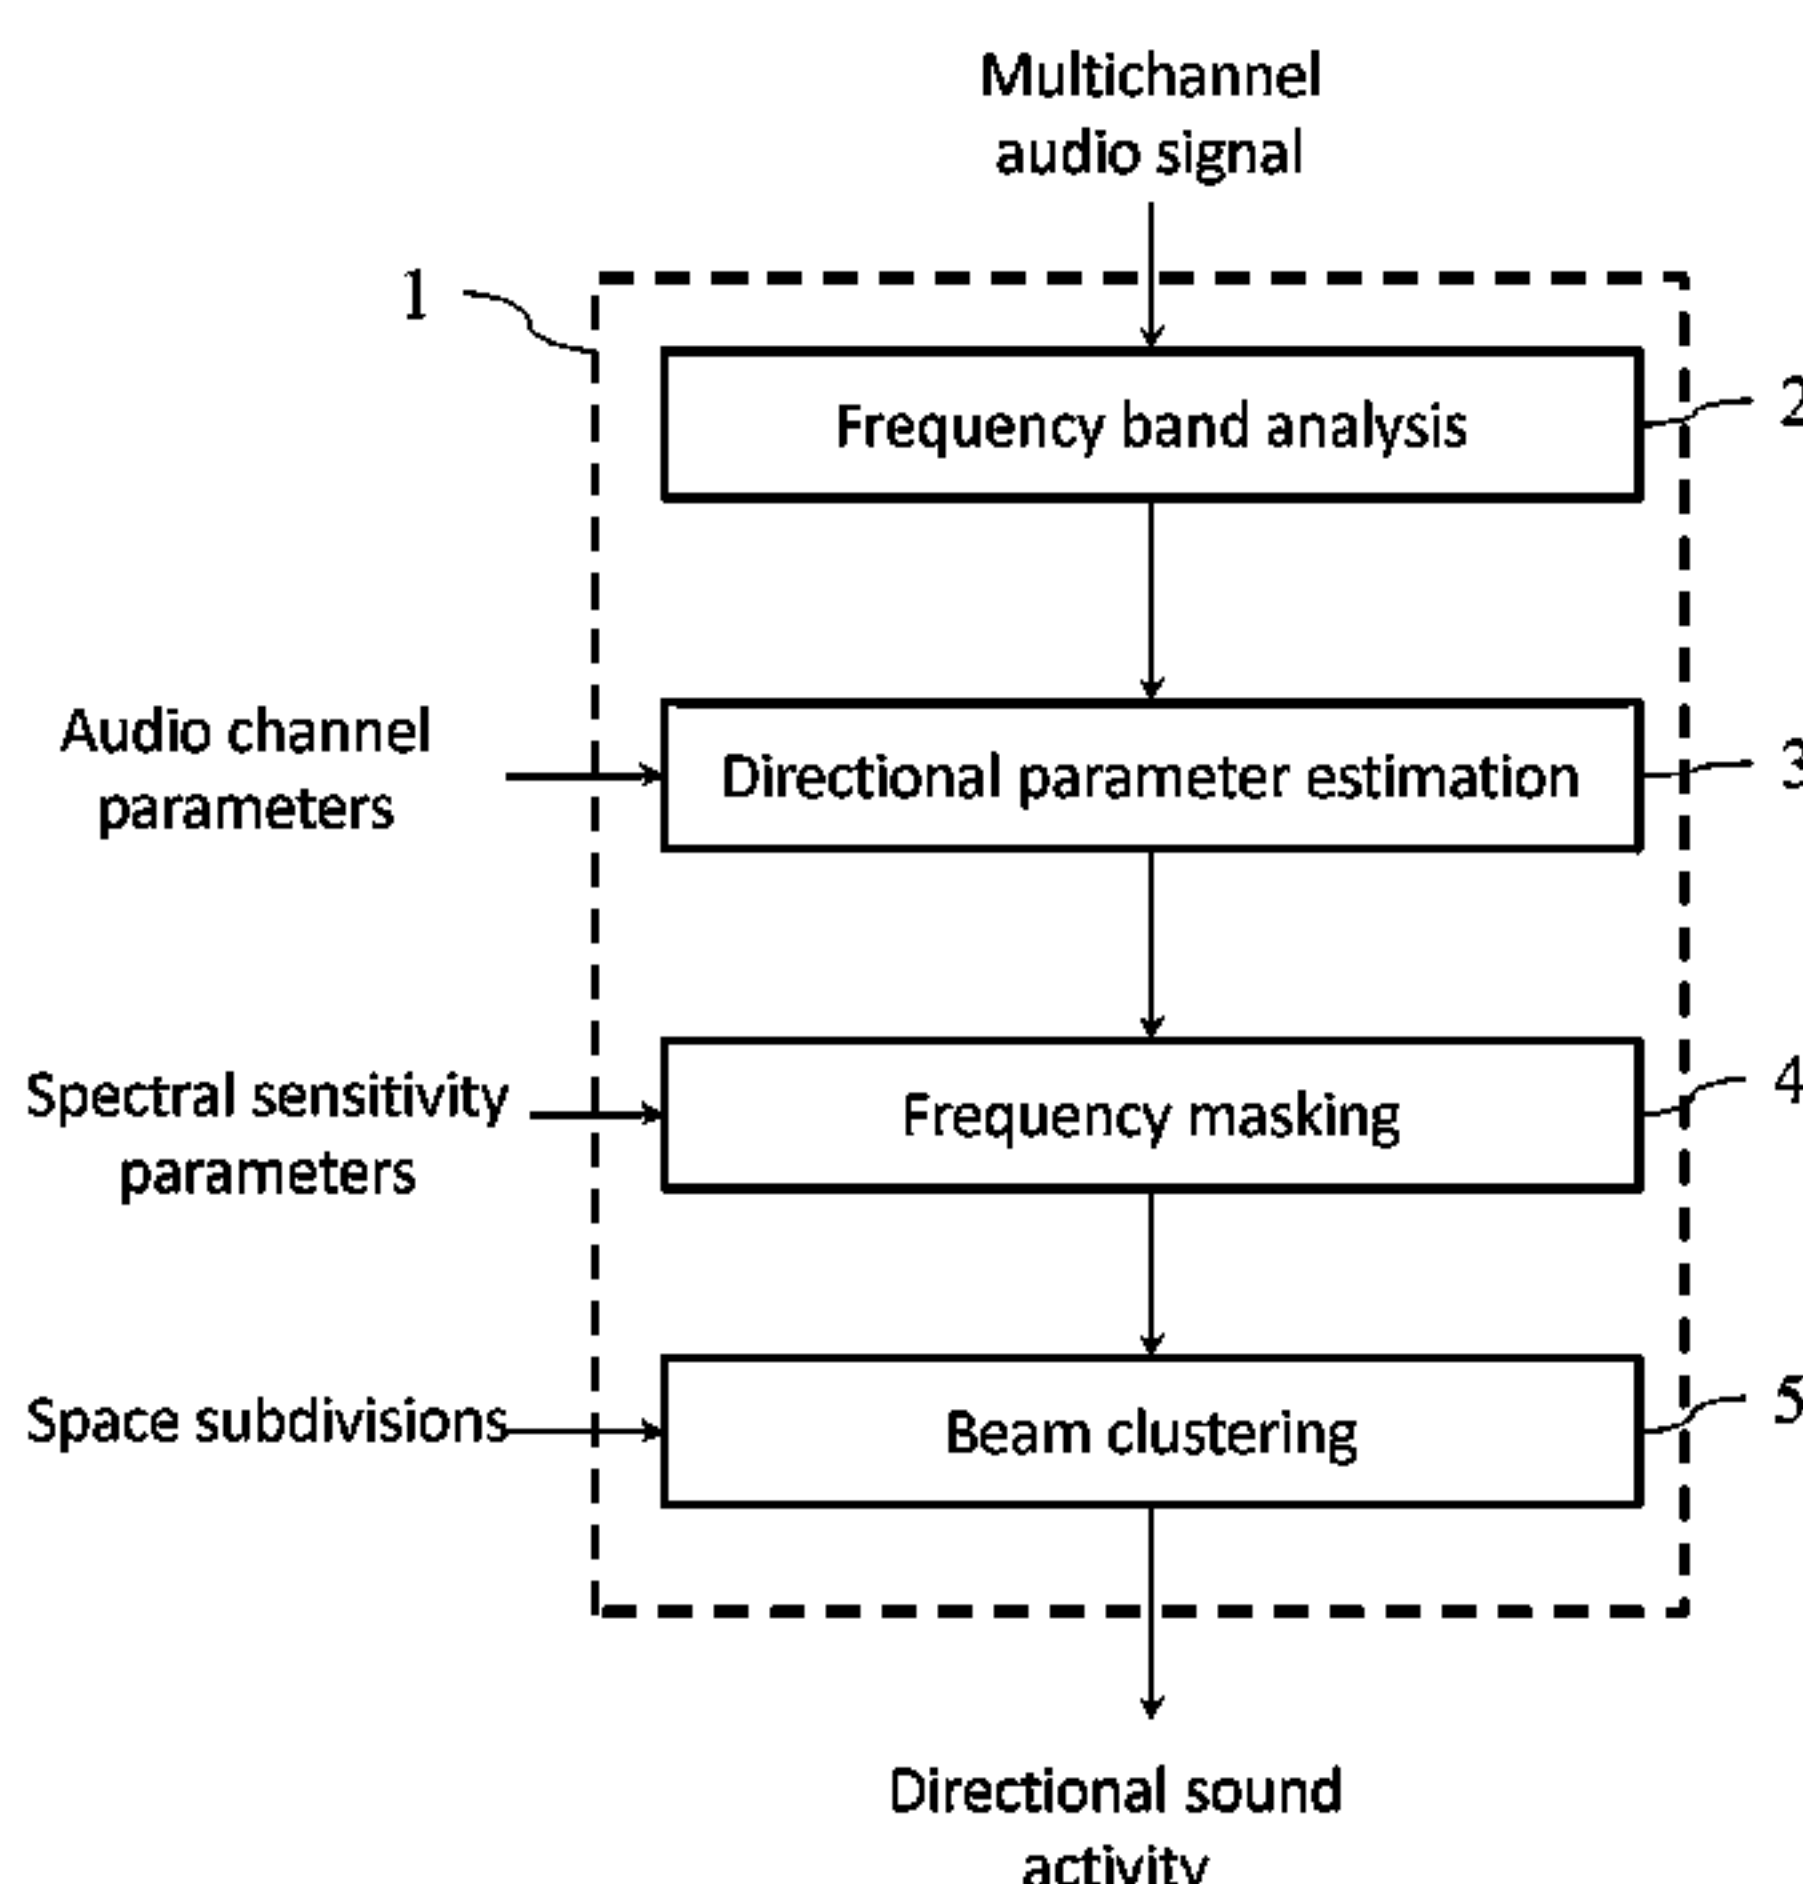 Multichannel
audio signal
1
Frequency band analysis
2
Audio channel
parameters
Directional parameter estimation
3
Spectral sensitivity
parameters
Frequency masking
4
Space subdivisions
Beam clustering
5
Directional sound
activity